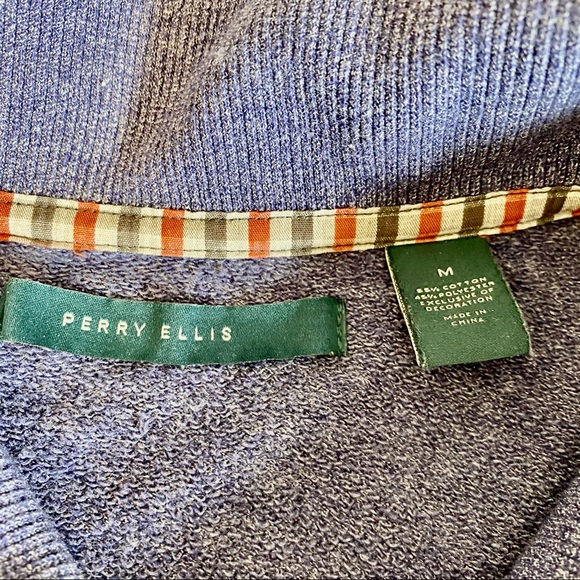 PERRY ELLIS
M
55% COTTON
45% POLYESTER
EXCLUSIVE OF
DECORATION
MADE IN
CHINA